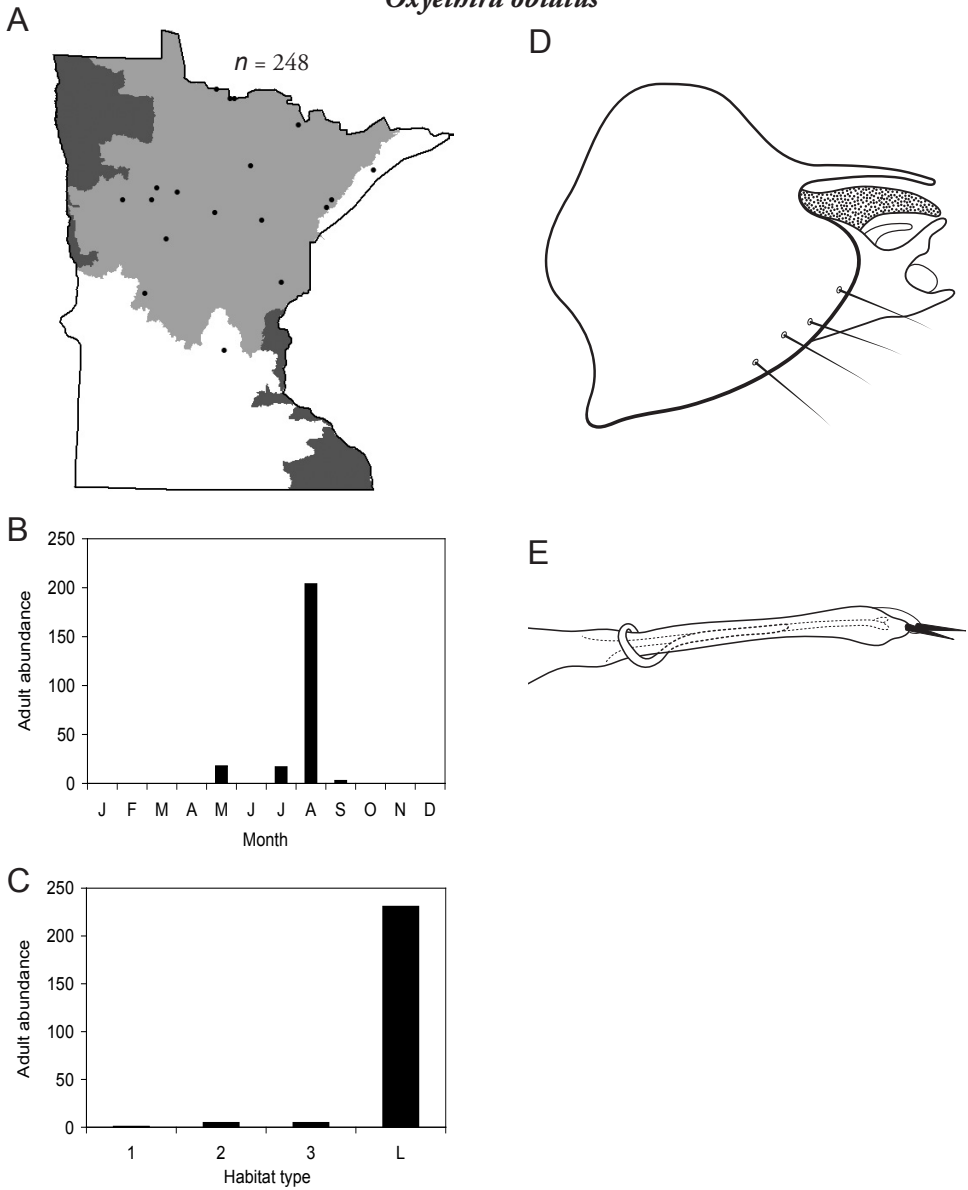 Oxyethira obtatus
A
n = 248
D
B
250
200
150
100
50
0
Adult abundance
J F M A M J J A S O N D
Month
E
C
250
200
150
100
50
0
Adult abundance
1 2 3 L
Habitat type